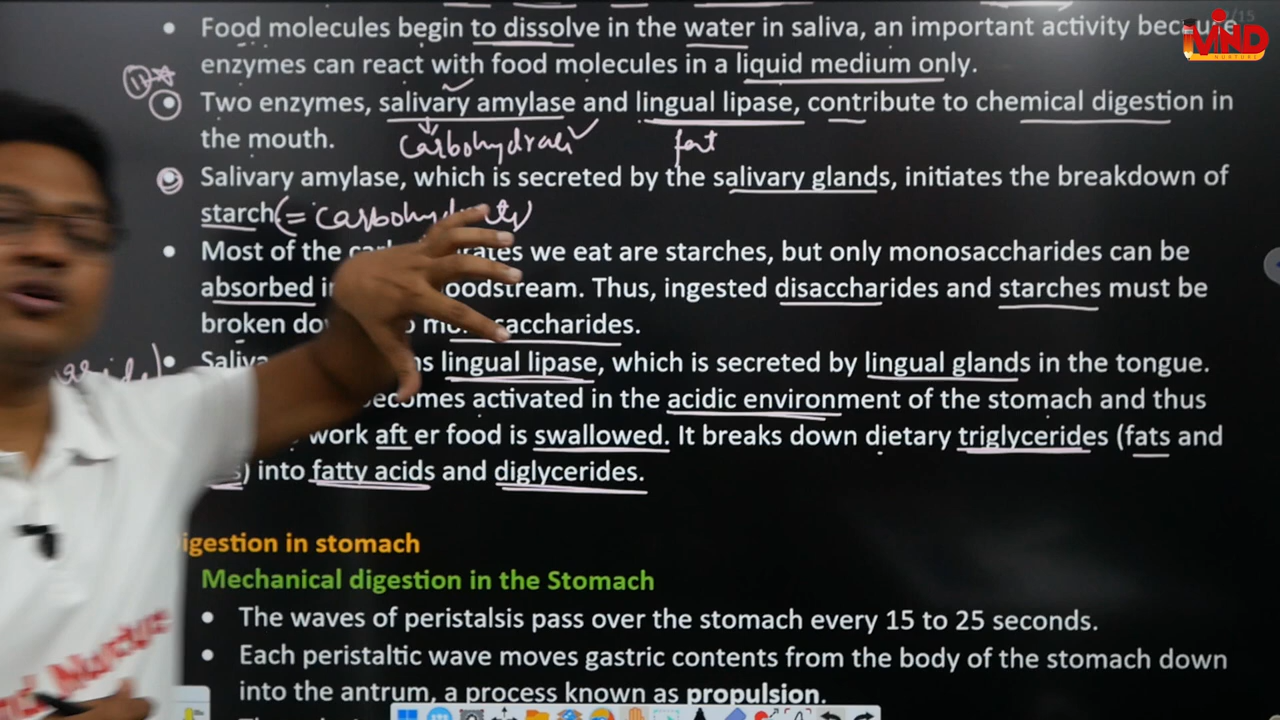 Food molecules begin to dissolve in the water in saliva, an important activity because
enzymes can react with food molecules in a liquid medium only.
Two enzymes, salivary amylase and lingual lipase, contribute to chemical digestion in
the mouth.
fat
Salivary amylase, which is secreted by the salivary glands, initiates the breakdown of
starch
Most of the we eat are starches, but only monosaccharides can be
absorbed Thus, ingested disaccharides and starches must be
broken
lingual lipase, which is secreted by lingual glands in the tongue.
becomes activated in the acidic environment of the stomach and thus
work aft er food is swallowed. It breaks down dietary triglycerides (fats and
into fatty acids and diglycerides.
igestion in stomach
Mechanical digestion in the Stomach
The waves of peristalsis pass over the stomach every 15 to 25 seconds.
Each peristaltic wave moves gastric contents from the body of the stomach down
into the antrum, a process known as propulsion.
MIND
NURTURE